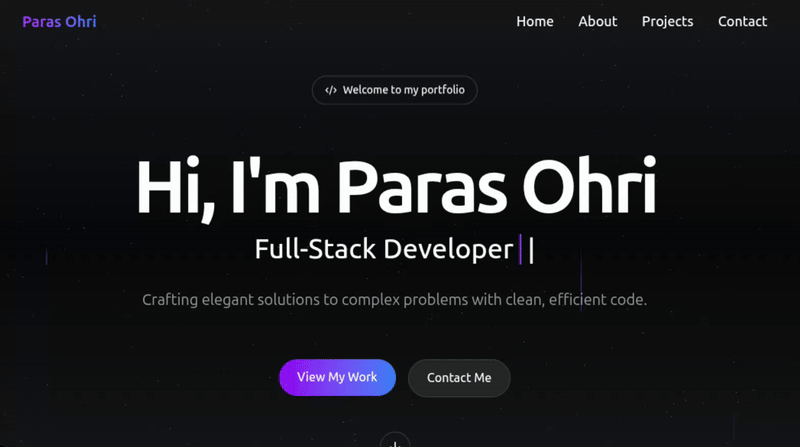 Paras Ohri
Home About Projects Contact
</> Welcome to my portfolio
Hi, I'm Paras Ohri
Full-Stack Developer |
Crafting elegant solutions to complex problems with clean, efficient code.
View My Work
Contact Me